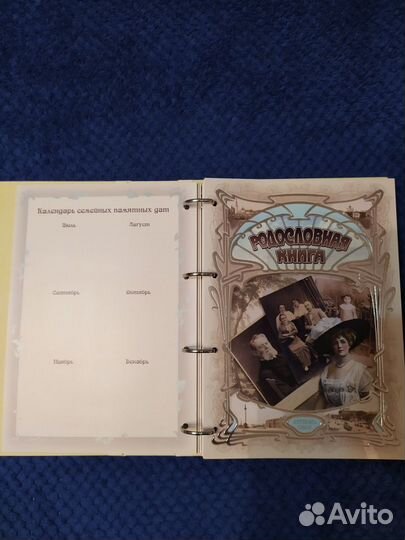 Календарь семейных памятных дат
Июль Август
Сентябрь Октябрь
Ноябрь Декабрь
РОДОСЛОВНАЯ
КНИГА
Avito